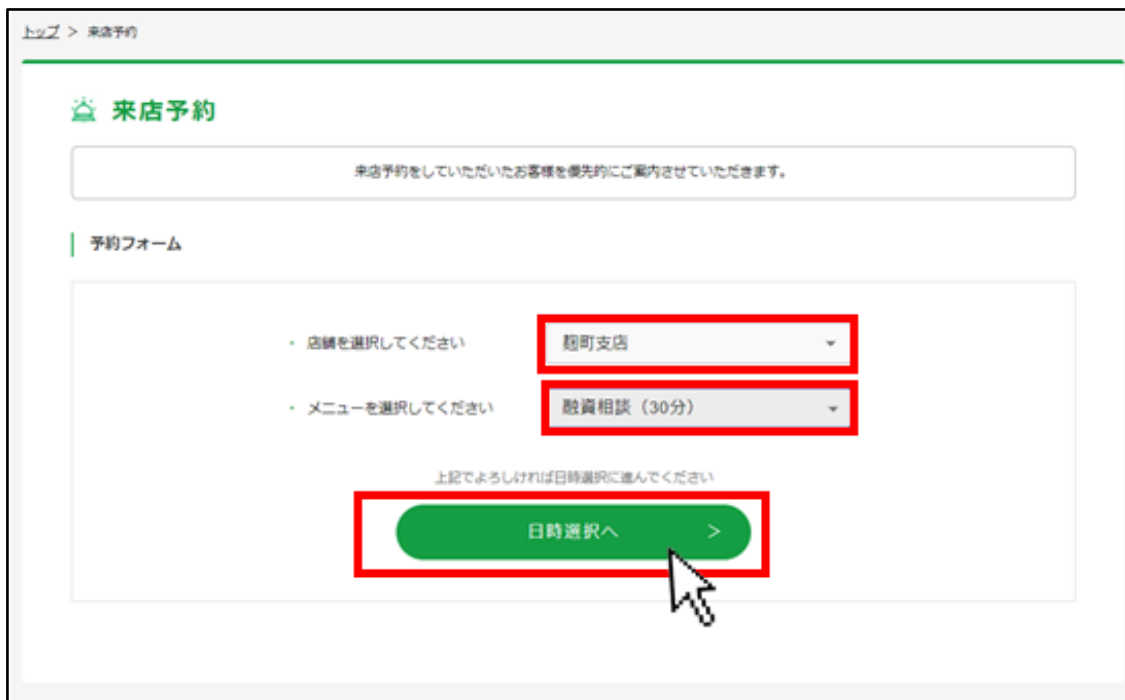 トップ > 来店予約
来店予約
来店予約をしていただいたお客様を優先的にご案内させていただきます。
予約フォーム
・ 店舗を選択してください 麹町支店
・ メニューを選択してください 融資相談（30分）
上記でよろしければ日時選択に進んでください
日時選択へ >